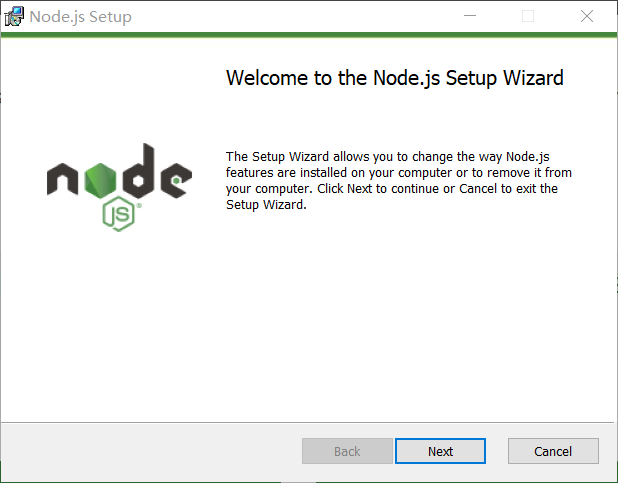 Node.js Setup
Welcome to the Node.js Setup Wizard
node
JS
The Setup Wizard allows you to change the way Node.js
features are installed on your computer or to remove it from
your computer. Click Next to continue or Cancel to exit the
Setup Wizard.
Back
Next
Cancel